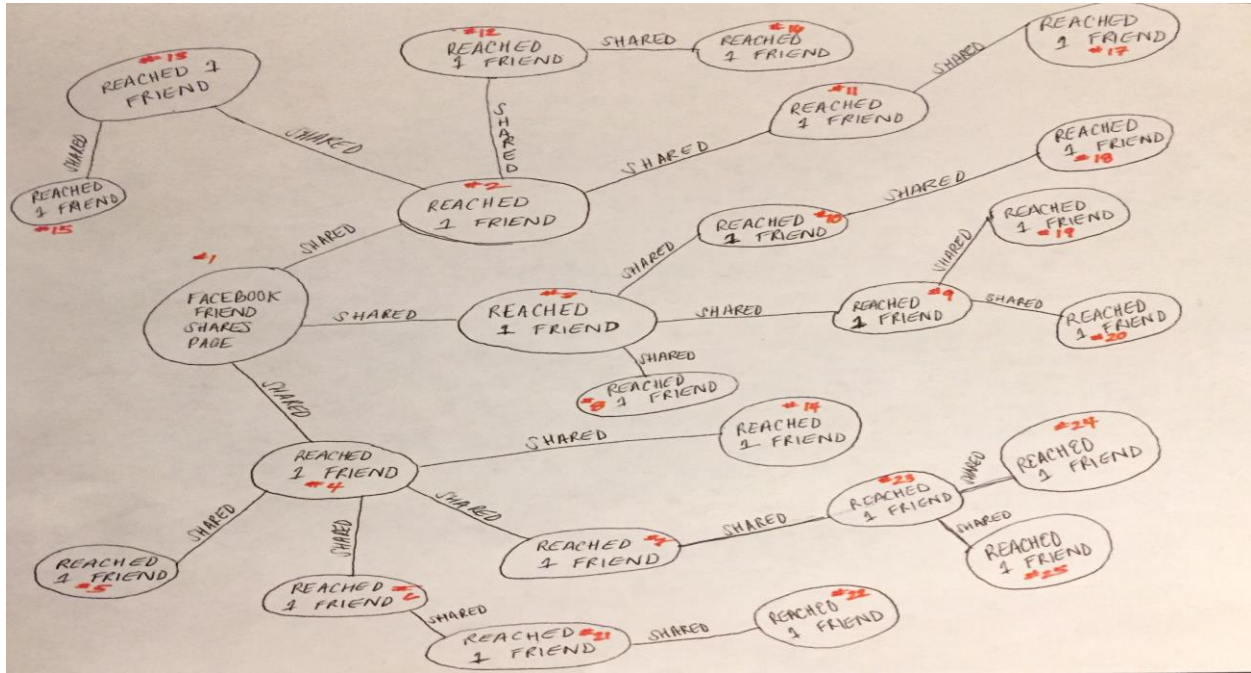 #13
REACHED 1
FRIEND
SHARED
REACHED
1 FRIEND
#15
SHARED
#12
REACHED
1 FRIEND
SHARED
#16
REACHED
1 FRIEND
SHARED
#2
REACHED
1 FRIEND
SHARED
#11
REACHED
1 FRIEND
SHARED
REACHED
1 FRIEND
#17
SHARED
#1
FACEBOOK
FRIEND
SHARES
PAGE
SHARED
REACHED
1 FRIEND
SHARED
REACHED #10
1 FRIEND
SHARED
REACHED
1 FRIEND
#18
SHARED
REACHED #9
1 FRIEND
SHARED
REACHED
1 FRIEND
#19
SHARED
REACHED
1 FRIEND
#20
SHARED
REACHED
#8 1 FRIEND
SHARED
REACHED
1 FRIEND
#4
SHARED
#14
REACHED
1 FRIEND
SHARED
REACHED
1 FRIEND
#5
SHARED
REACHED
1 FRIEND
SHARED
REACHED #21
1 FRIEND
SHARED
REACHED #22
1 FRIEND
SHARED
REACHED
1 FRIEND
SHARED
#23
REACHED
1 FRIEND
SHARED
#24
REACHED
1 FRIEND
SHARED
REACHED
1 FRIEND
#25